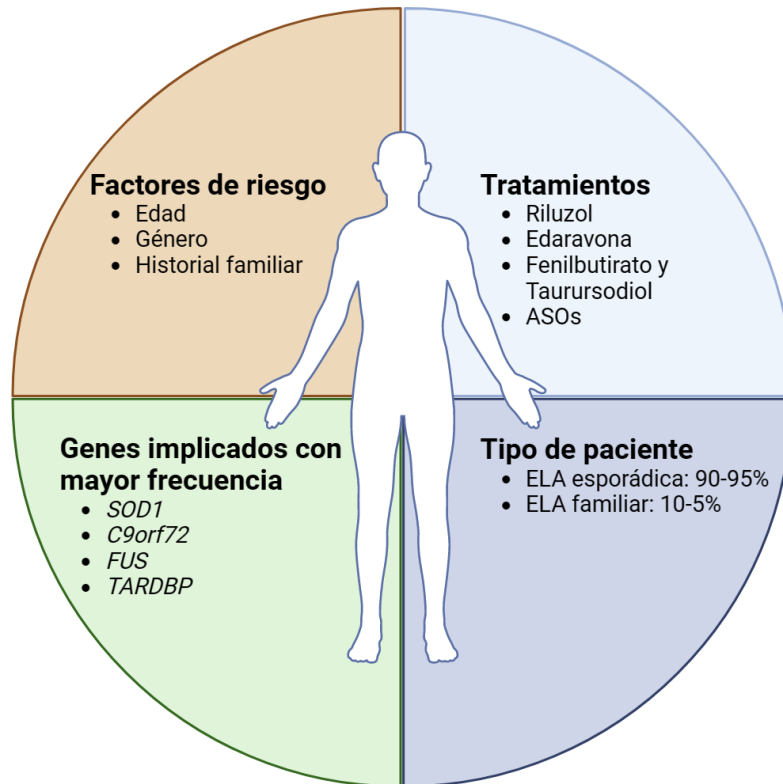 Factores de riesgo
• Edad
• Género
• Historial familiar
Tratamientos
• Riluzol
• Edaravona
• Fenilbutirato y
Taurursodiol
• ASOs
Genes implicados con
mayor frecuencia
• SOD1
• C9orf72
• FUS
• TARDBP
Tipo de paciente
• ELA esporádica: 90-95%
• ELA familiar: 10-5%